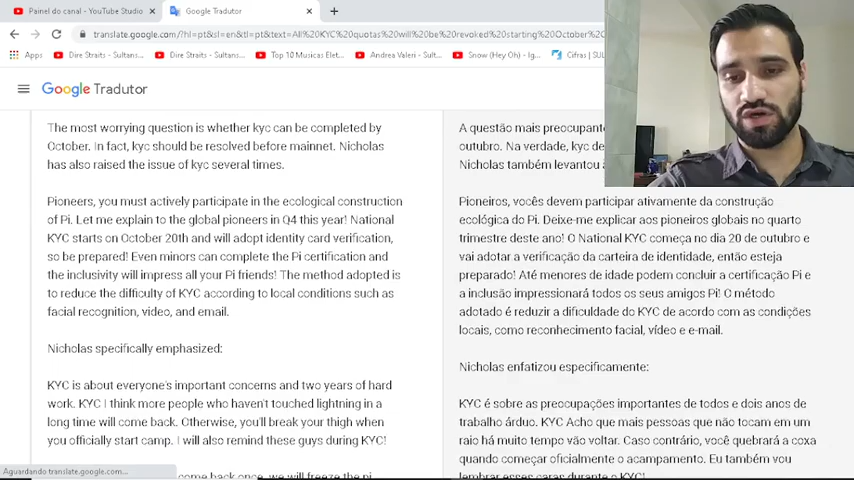 Painel do canal - YouTube Studio
Google Tradutor
translate.google.com/?hl=pt&sl=en&tl=pt&text=All%20KYC%20quotas%20will%20be%20revoked%20starting%20October%
Apps
Dire Straits - Sultans...
Dire Straits - Sultans...
Top 10 Musicas Elet...
Andrea Valeri - Sult...
Snow (Hey Oh) - Ig...
Cifras | SUL
Google Tradutor
The most worrying question is whether kyc can be completed by
October. In fact, kyc should be resolved before mainnet. Nicholas
has also raised the issue of kyc several times.
Pioneers, you must actively participate in the ecological construction
of Pi. Let me explain to the global pioneers in Q4 this year! National
KYC starts on October 20th and will adopt identity card verification,
so be prepared! Even minors can complete the Pi certification and
the inclusivity will impress all your Pi friends! The method adopted is
to reduce the difficulty of KYC according to local conditions such as
facial recognition, video, and email.
Nicholas specifically emphasized:
KYC is about everyone's important concerns and two years of hard
work. KYC I think more people who haven't touched lightning in a
long time will come back. Otherwise, you'll break your thigh when
you officially start camp. I will also remind these guys during KYC!
come back once, we will freeze the pi
A questão mais preocupante
outubro. Na verdade, kyc de
Nicholas também levantou
Pioneiros, vocês devem participar ativamente da construção
ecológica do Pi. Deixe-me explicar aos pioneiros globais no quarto
trimestre deste ano! O National KYC começa no dia 20 de outubro e
vai adotar a verificação da carteira de identidade, então esteja
preparado! Até menores de idade podem concluir a certificação Pi e
a inclusão impressionará todos os seus amigos Pi! O método
adotado é reduzir a dificuldade do KYC de acordo com as condições
locais, como reconhecimento facial, vídeo e e-mail.
Nicholas enfatizou especificamente:
KYC é sobre as preocupações importantes de todos e dois anos de
trabalho árduo. KYC Acho que mais pessoas que não tocam em um
raio há muito tempo vão voltar. Caso contrário, você quebrará a coxa
quando começar oficialmente o acampamento. Eu também vou
lembrar esses caras durante o KYC!
Aguardando translate.google.com...